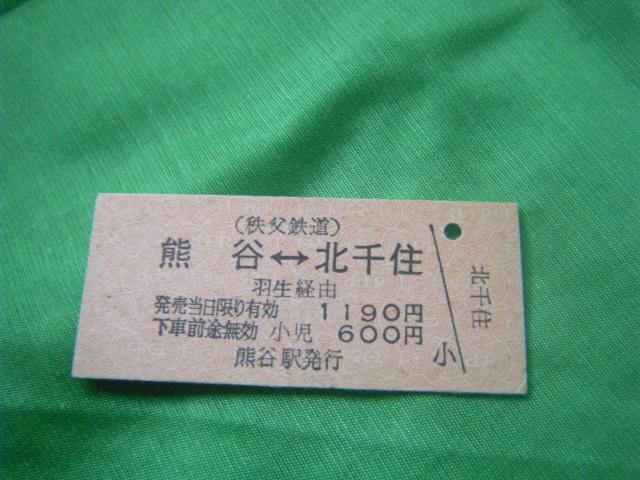 (秩父鉄道)
熊 谷↔北千住
羽生経由
発売当日限り有効 1190円
下車前途無効 小児 600円
熊谷駅発行
小
北千住